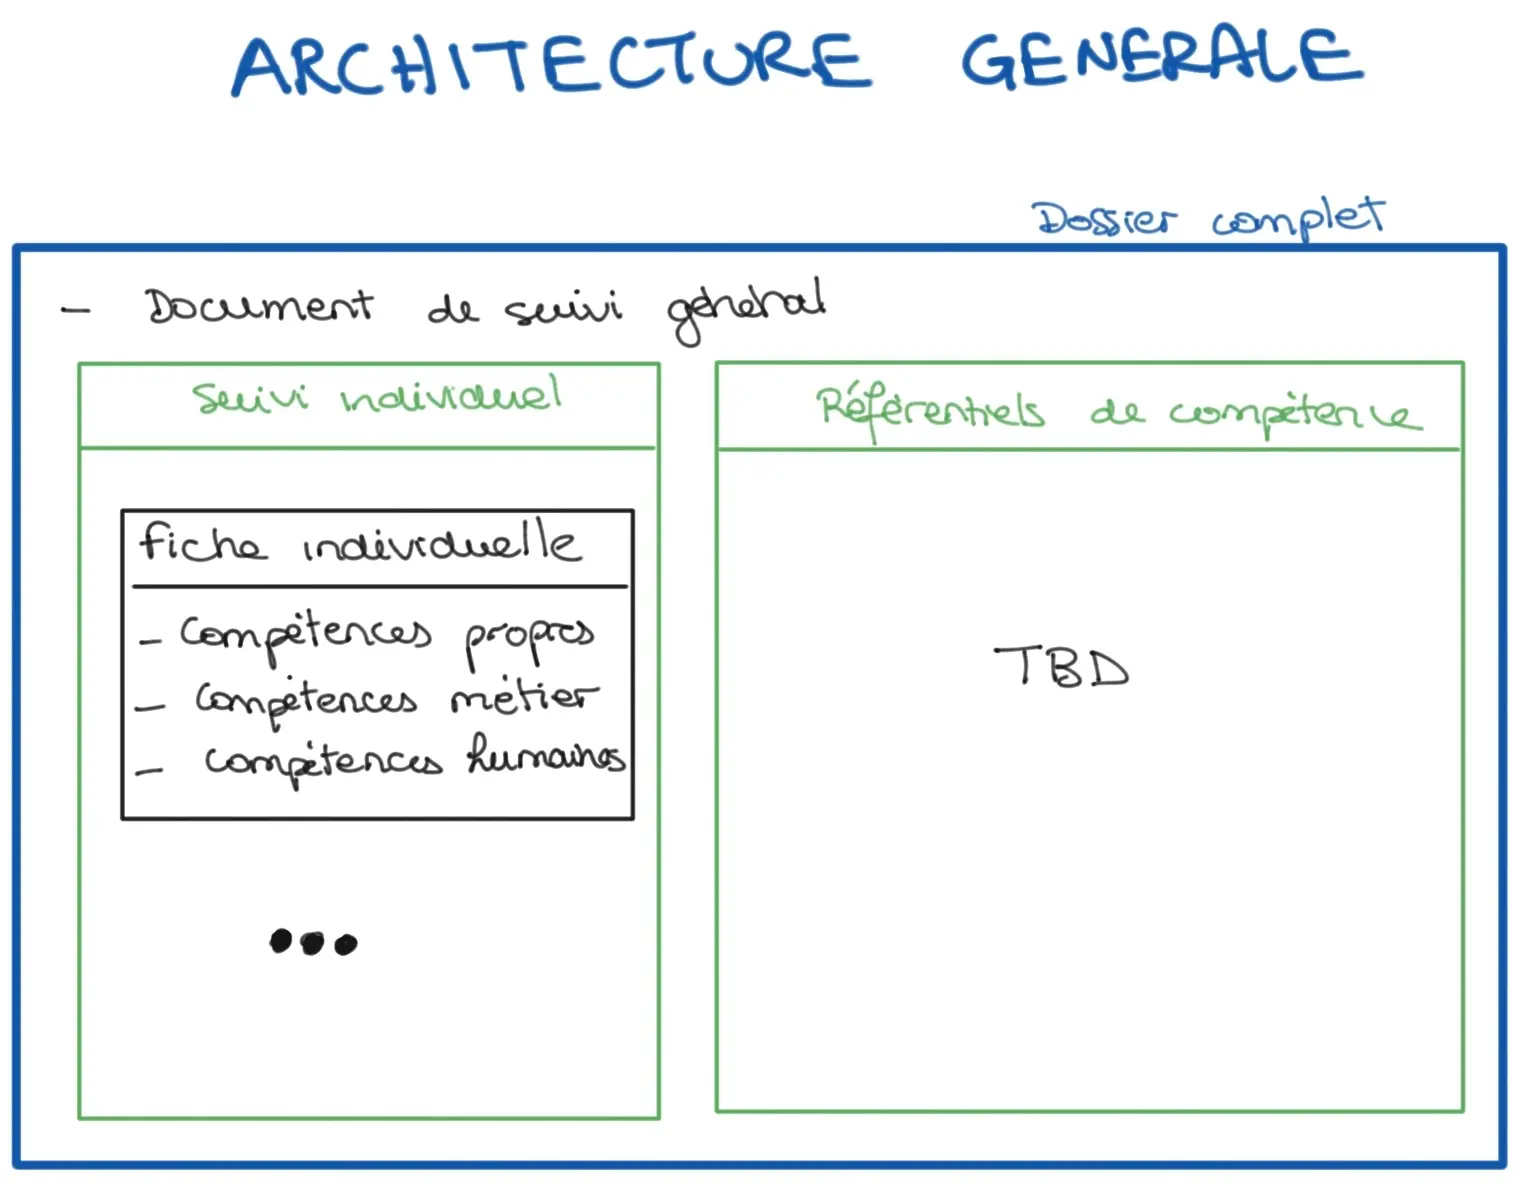 ARCHITECTURE GENERALE
Dossier complet
- Document de suivi général
Suivi individuel
Référentiels de compétence
fiche individuelle
- Compétences propres
- Compétences métier
- compétences humaines
TBD
...